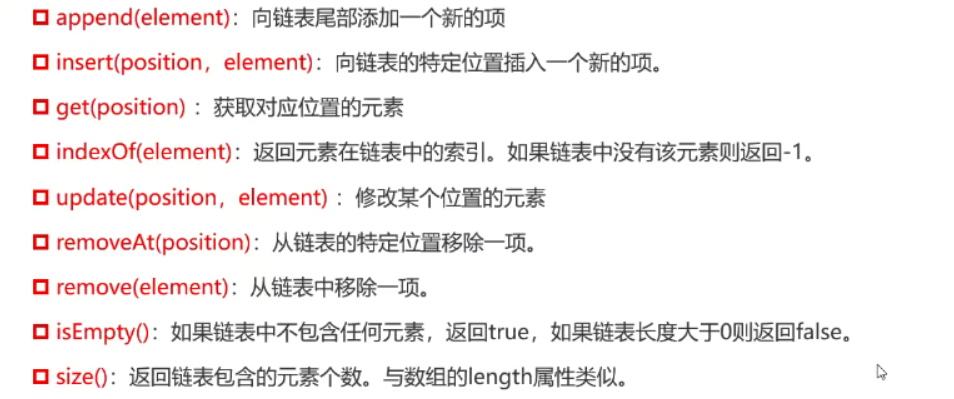 append(element)：向链表尾部添加一个新的项
insert(position，element)：向链表的特定位置插入一个新的项。
get(position) ：获取对应位置的元素
indexOf(element)：返回元素在链表中的索引。如果链表中没有该元素则返回-1。
update(position，element) ：修改某个位置的元素
removeAt(position)：从链表的特定位置移除一项。
remove(element)：从链表中移除一项。
isEmpty()：如果链表中不包含任何元素，返回true，如果链表长度大于0则返回false。
size()：返回链表包含的元素个数。与数组的length属性类似。